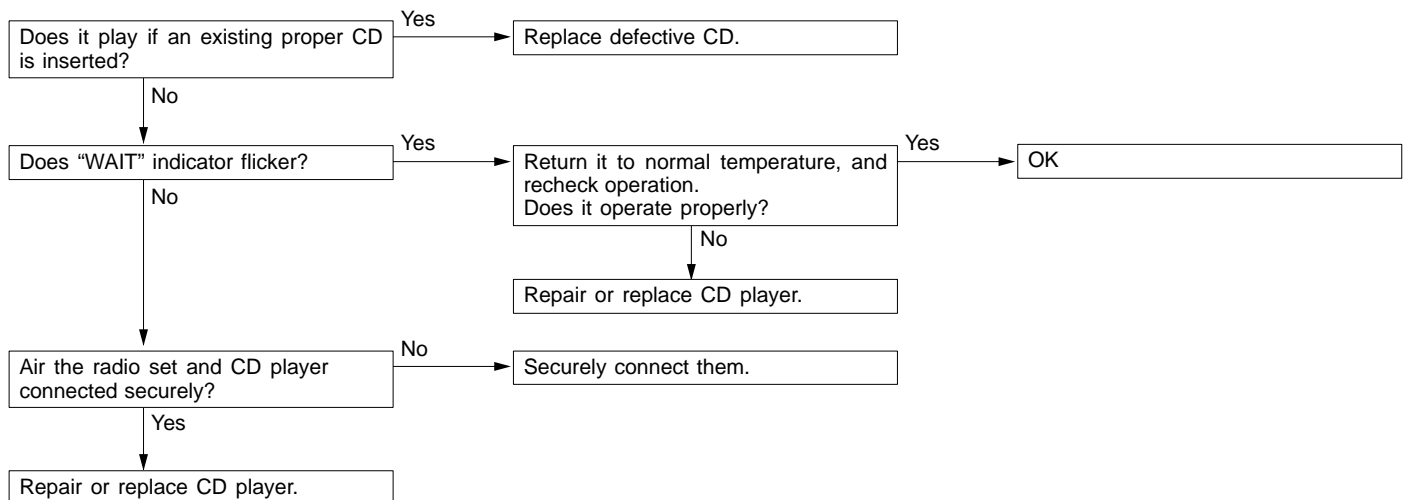 Does it play if an existing proper CD
is inserted?
Yes
Replace defective CD.
No
Does “WAIT” indicator flicker?
Yes
Return it to normal temperature, and
recheck operation.
Does it operate properly?
Yes
OK
No
No
Repair or replace CD player.
Air the radio set and CD player
connected securely?
No
Securely connect them.
Yes
Repair or replace CD player.